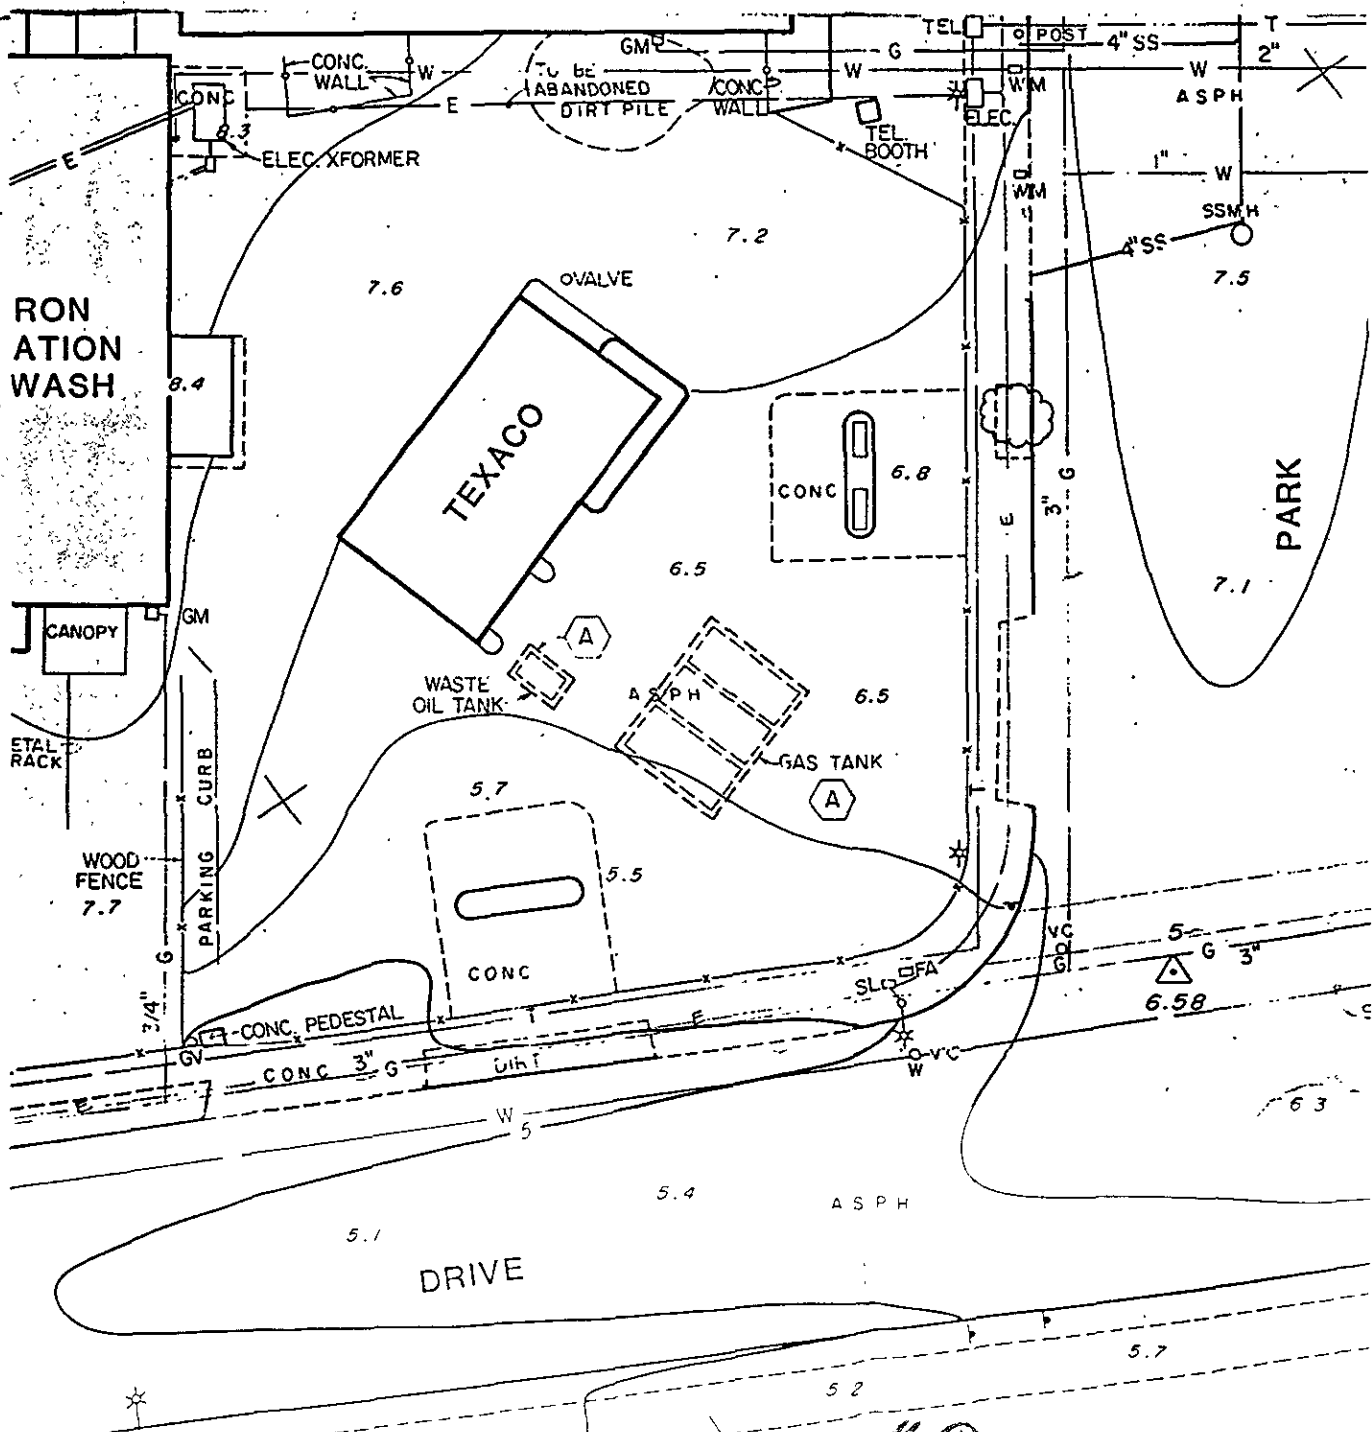 TEL.
POST
4"SS
T
2"
GM
G
CONC.
WALL
W
TO BE
ABANDONED
DIRT PILE
CONC
WALL
W
WM
W
ASPH
E
ELEC.
CONC
8.3
E
ELEC. XFORMER
TEL.
BOOTH
1"
W
WM
SSMH
4"SS
7.2
7.5
7.6
VALVE
RON
ATION
WASH
8.4
TEXACO
CONC
6.8
G
3"
E
PARK
6.5
7.1
GM
CANOPY
A
WASTE
OIL TANK
ASPH
6.5
ETAL
RACK
GAS TANK
A
T
PARKING CURB
5.7
WOOD
FENCE
7.7
5.5
G
CONC
VC
G
5
G
3"
6.58
FA
SL
3/4"
CONC. PEDESTAL
T
E
GV
CONC
3"
G
DIRT
VC
W
E
W
5
6 3
5.4
ASPH
5.1
DRIVE
5.7
5 2